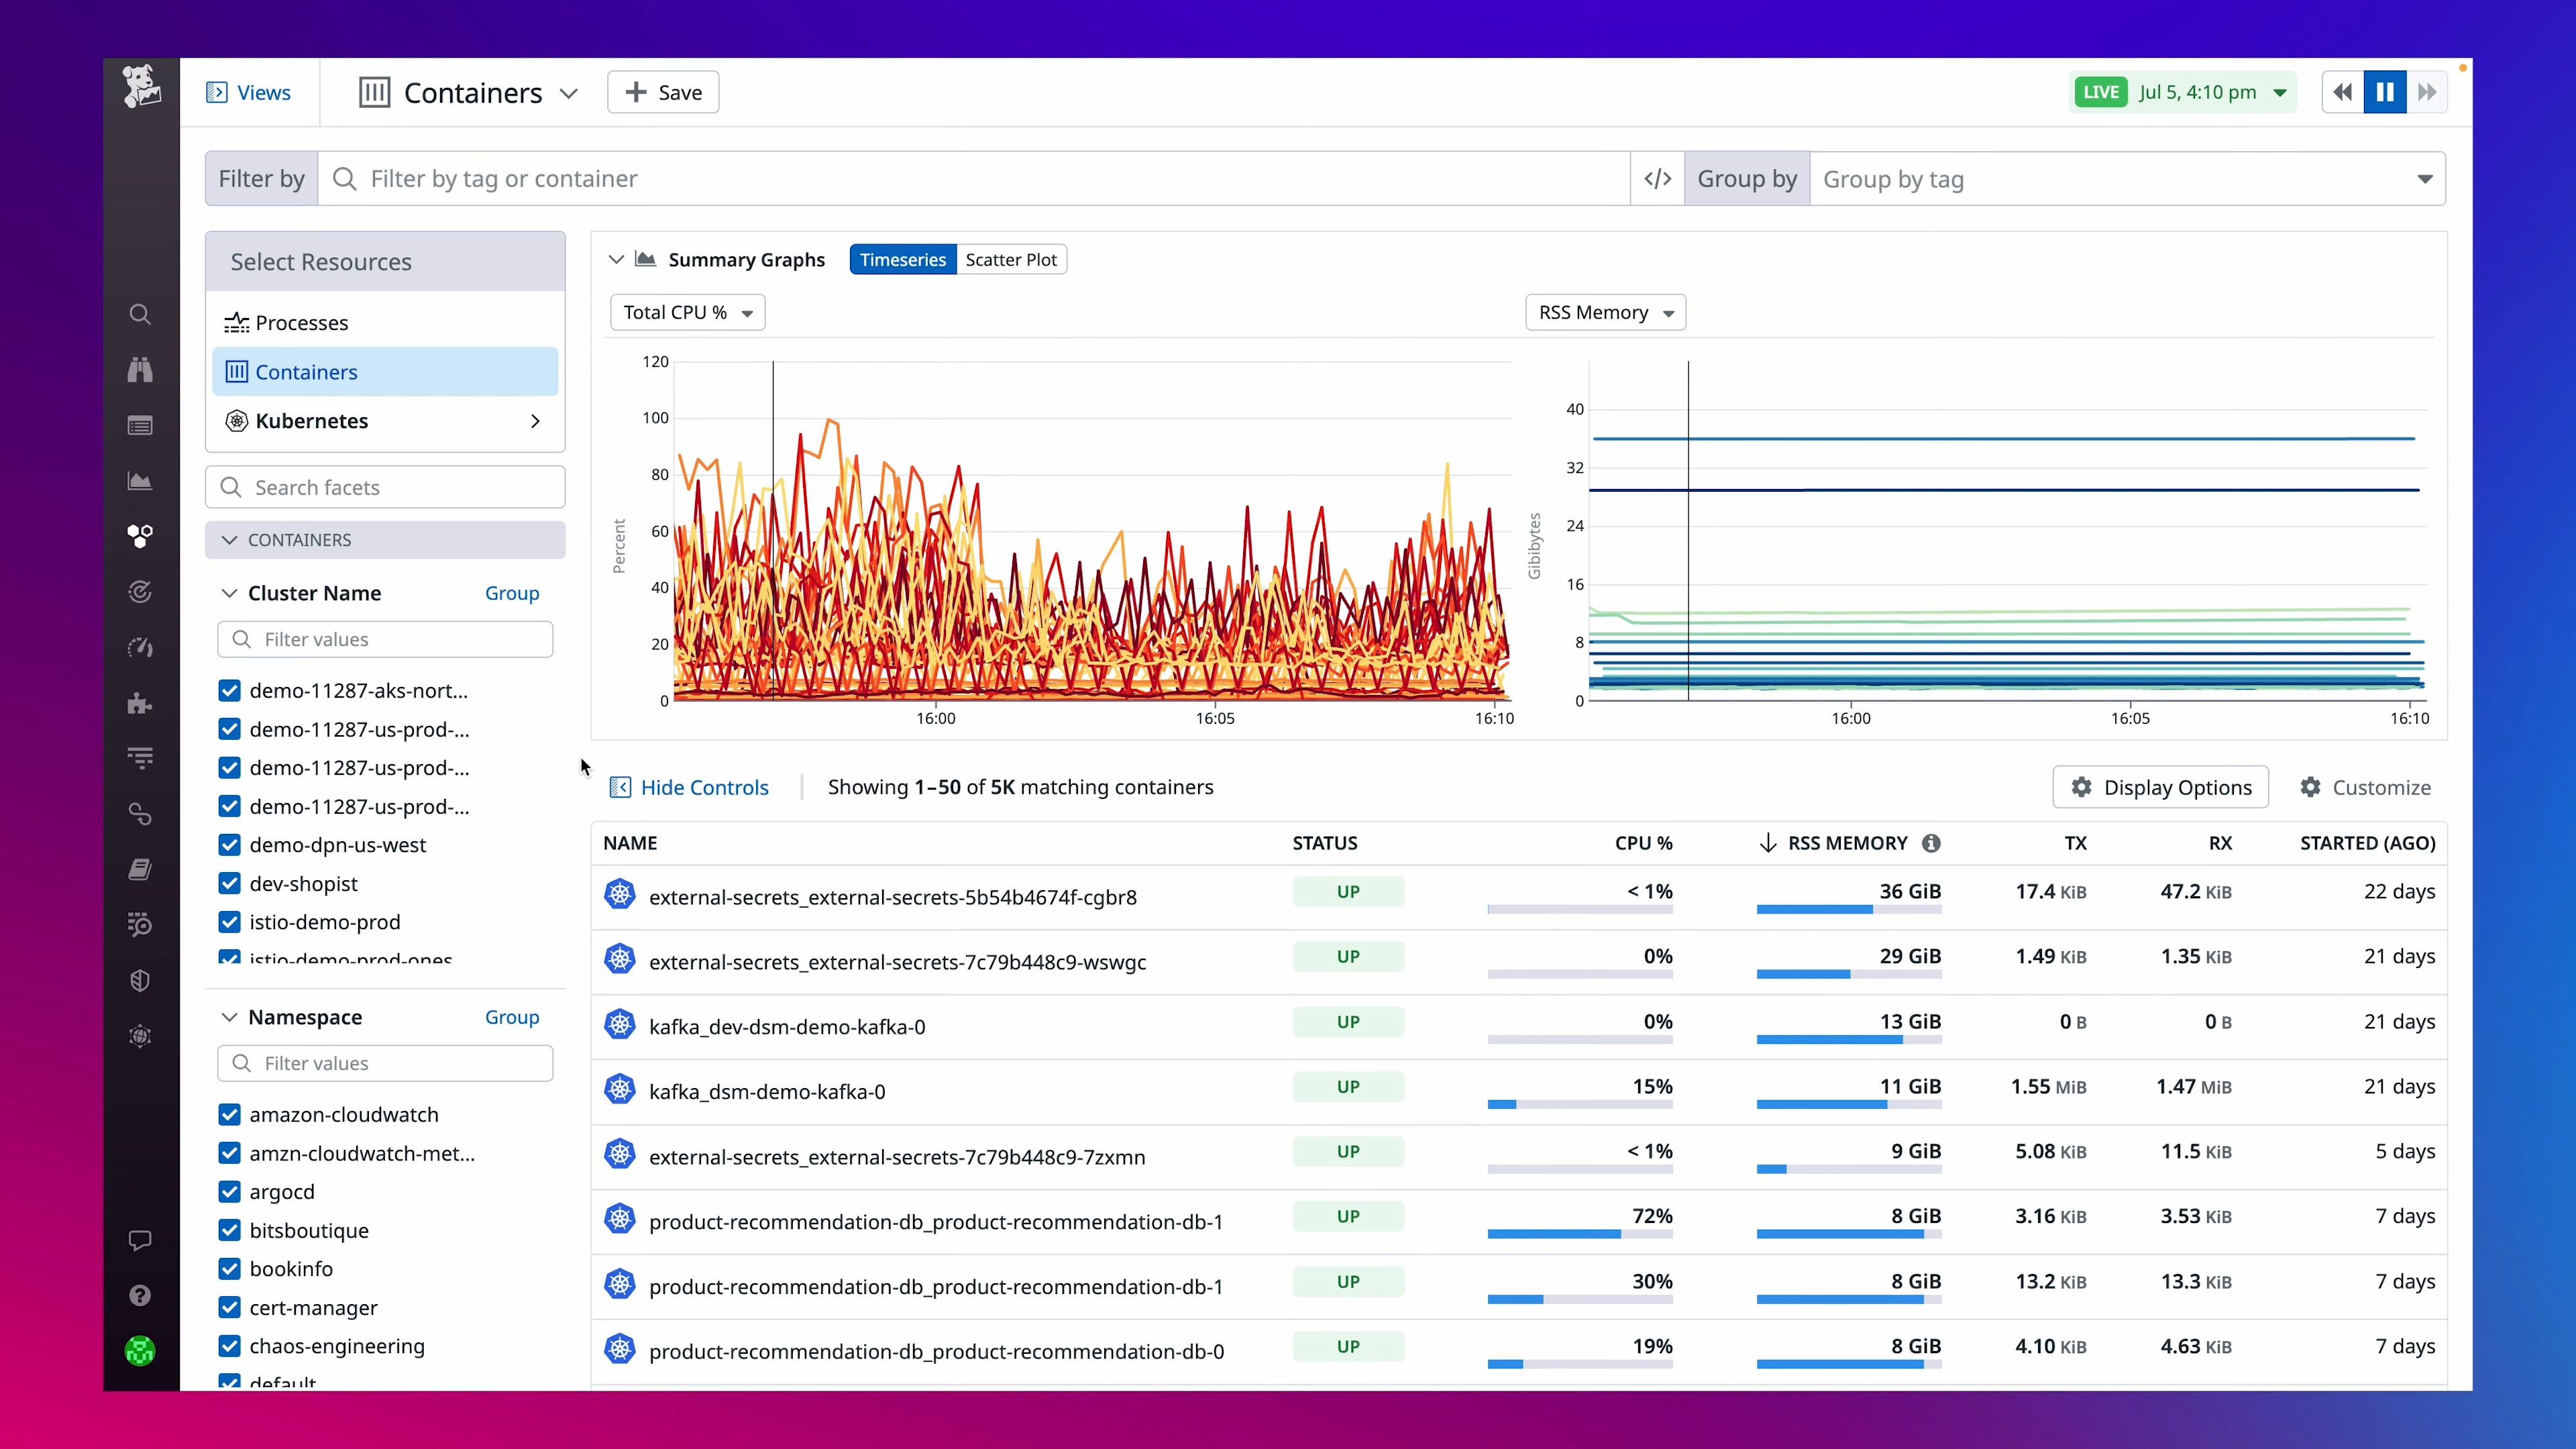 Views
Containers
Save
LIVE Jul 5, 4:10 pm
Filter by
Filter by tag or container
</>
Group by
Group by tag
Select Resources
Processes
Containers
Kubernetes
Search facets
CONTAINERS
Cluster Name
Group
Filter values
demo-11287-aks-nort...
demo-11287-us-prod-...
demo-11287-us-prod-...
demo-11287-us-prod-...
demo-dpn-us-west
dev-shopist
istio-demo-prod
istio-demo-prod-ones
Namespace
Group
Filter values
amazon-cloudwatch
amzn-cloudwatch-met...
argocd
bitsboutique
bookinfo
cert-manager
chaos-engineering
default
Summary Graphs
Timeseries
Scatter Plot
Total CPU %
120
100
80
60
40
20
0
Percent
16:00
16:05
16:10
RSS Memory
40
32
24
16
8
0
Gibibytes
16:00
16:05
16:10
Hide Controls
Showing 1–50 of 5K matching containers
Display Options
Customize
NAME STATUS CPU % RSS MEMORY TX RX STARTED (AGO)
external-secrets_external-secrets-5b54b4674f-cgbr8 UP < 1% 36 GiB 17.4 KiB 47.2 KiB 22 days
external-secrets_external-secrets-7c79b448c9-wswgc UP 0% 29 GiB 1.49 KiB 1.35 KiB 21 days
kafka_dev-dsm-demo-kafka-0 UP 0% 13 GiB 0 B 0 B 21 days
kafka_dsm-demo-kafka-0 UP 15% 11 GiB 1.55 MiB 1.47 MiB 21 days
external-secrets_external-secrets-7c79b448c9-7zxmn UP < 1% 9 GiB 5.08 KiB 11.5 KiB 5 days
product-recommendation-db_product-recommendation-db-1 UP 72% 8 GiB 3.16 KiB 3.53 KiB 7 days
product-recommendation-db_product-recommendation-db-1 UP 30% 8 GiB 13.2 KiB 13.3 KiB 7 days
product-recommendation-db_product-recommendation-db-0 UP 19% 8 GiB 4.10 KiB 4.63 KiB 7 days